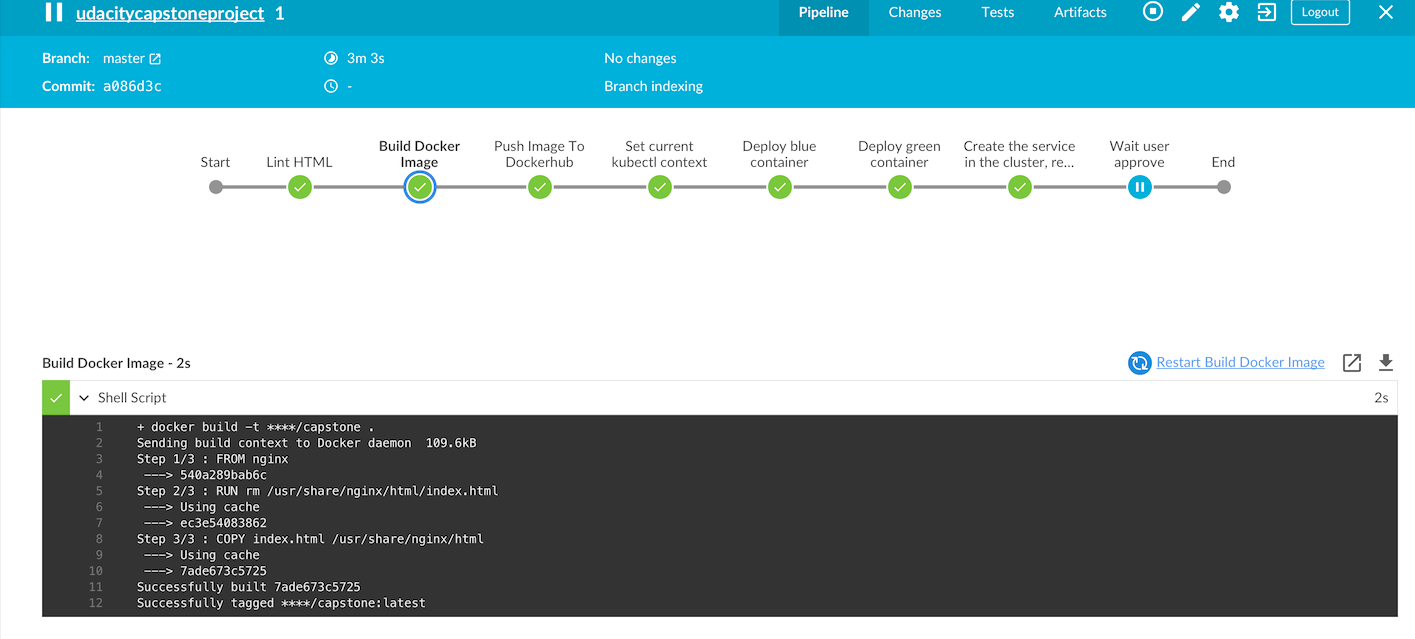 udacitycapstoneproject 1
Pipeline Changes Tests Artifacts Logout
Branch: master 3m 3s No changes
Commit: a086d3c - Branch indexing
Start
Lint HTML
Build Docker
Image
Push Image To
Dockerhub
Set current
kubectl context
Deploy blue
container
Deploy green
container
Create the service
in the cluster, re...
Wait user
approve
End
Build Docker Image - 2s Restart Build Docker Image
Shell Script 2s
1 + docker build -t ****/capstone .
2 Sending build context to Docker daemon 109.6kB
3 Step 1/3 : FROM nginx
4 ---> 540a289bab6c
5 Step 2/3 : RUN rm /usr/share/nginx/html/index.html
6 ---> Using cache
7 ---> ec3e54083862
8 Step 3/3 : COPY index.html /usr/share/nginx/html
9 ---> Using cache
10 ---> 7ade673c5725
11 Successfully built 7ade673c5725
12 Successfully tagged ****/capstone:latest